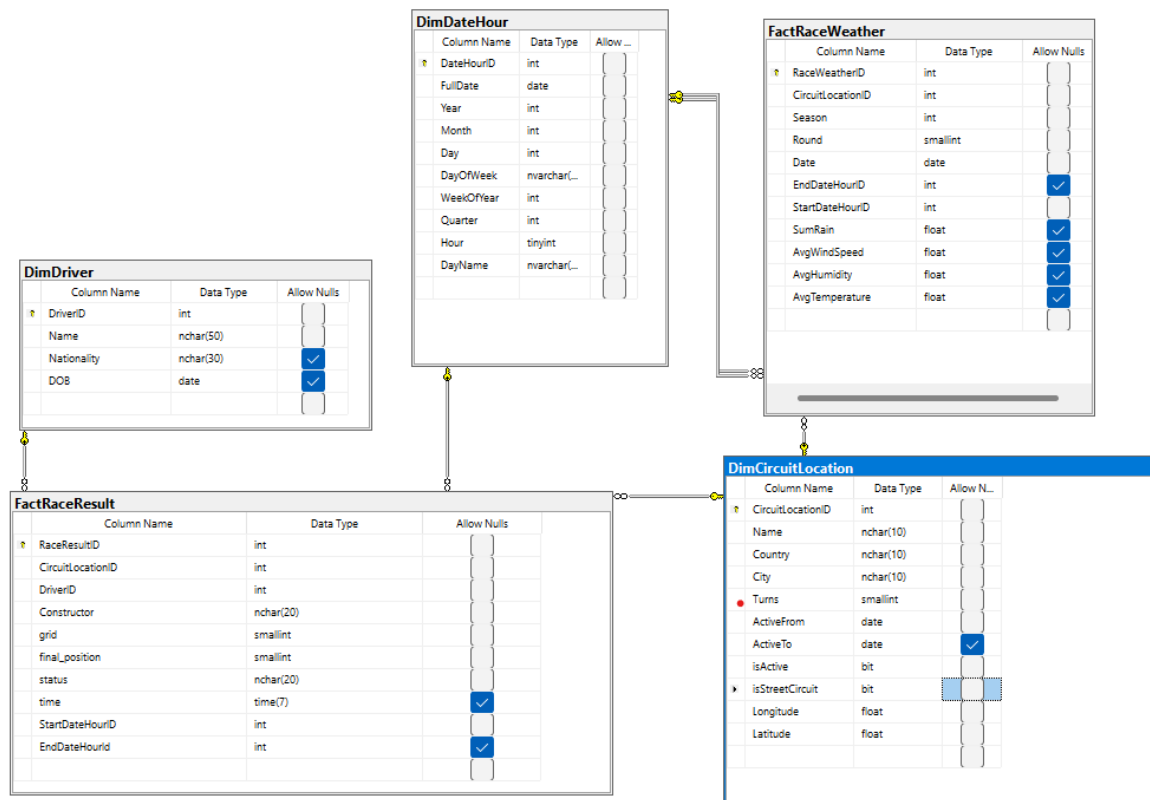 DimDateHour
Column Name Data Type Allow ...
DateHourID int
FullDate date
Year int
Month int
Day int
DayOfWeek nvarchar(...
WeekOfYear int
Quarter int
Hour tinyint
DayName nvarchar(...
FactRaceWeather
Column Name Data Type Allow Nulls
RaceWeatherID int
CircuitLocationID int
Season int
Round smallint
Date date
EndDateHourID int
StartDateHourID int
SumRain float
AvgWindSpeed float
AvgHumidity float
AvgTemperature float
DimDriver
Column Name Data Type Allow Nulls
DriverID int
Name nchar(50)
Nationality nchar(30)
DOB date
FactRaceResult
Column Name Data Type Allow Nulls
RaceResultID int
CircuitLocationID int
DriverID int
Constructor nchar(20)
grid smallint
final_position smallint
status nchar(20)
time time(7)
StartDateHourID int
EndDateHourId int
DimCircuitLocation
Column Name Data Type Allow N...
CircuitLocationID int
Name nchar(10)
Country nchar(10)
City nchar(10)
Turns smallint
ActiveFrom date
ActiveTo date
isActive bit
isStreetCircuit bit
Longitude float
Latitude float